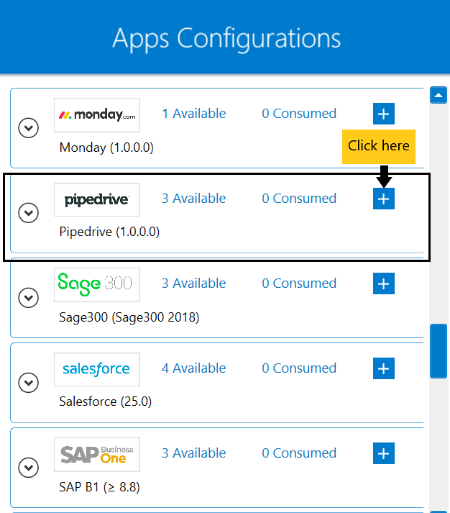 Apps Configurations
monday.com 1 Available 0 Consumed +
Monday (1.0.0.0)
Click here
pipedrive 3 Available 0 Consumed +
Pipedrive (1.0.0.0)
Sage 300 3 Available 0 Consumed +
Sage300 (Sage300 2018)
salesforce 4 Available 0 Consumed +
Salesforce (25.0)
SAP Business One 3 Available 0 Consumed +
SAP B1 (≥ 8.8)